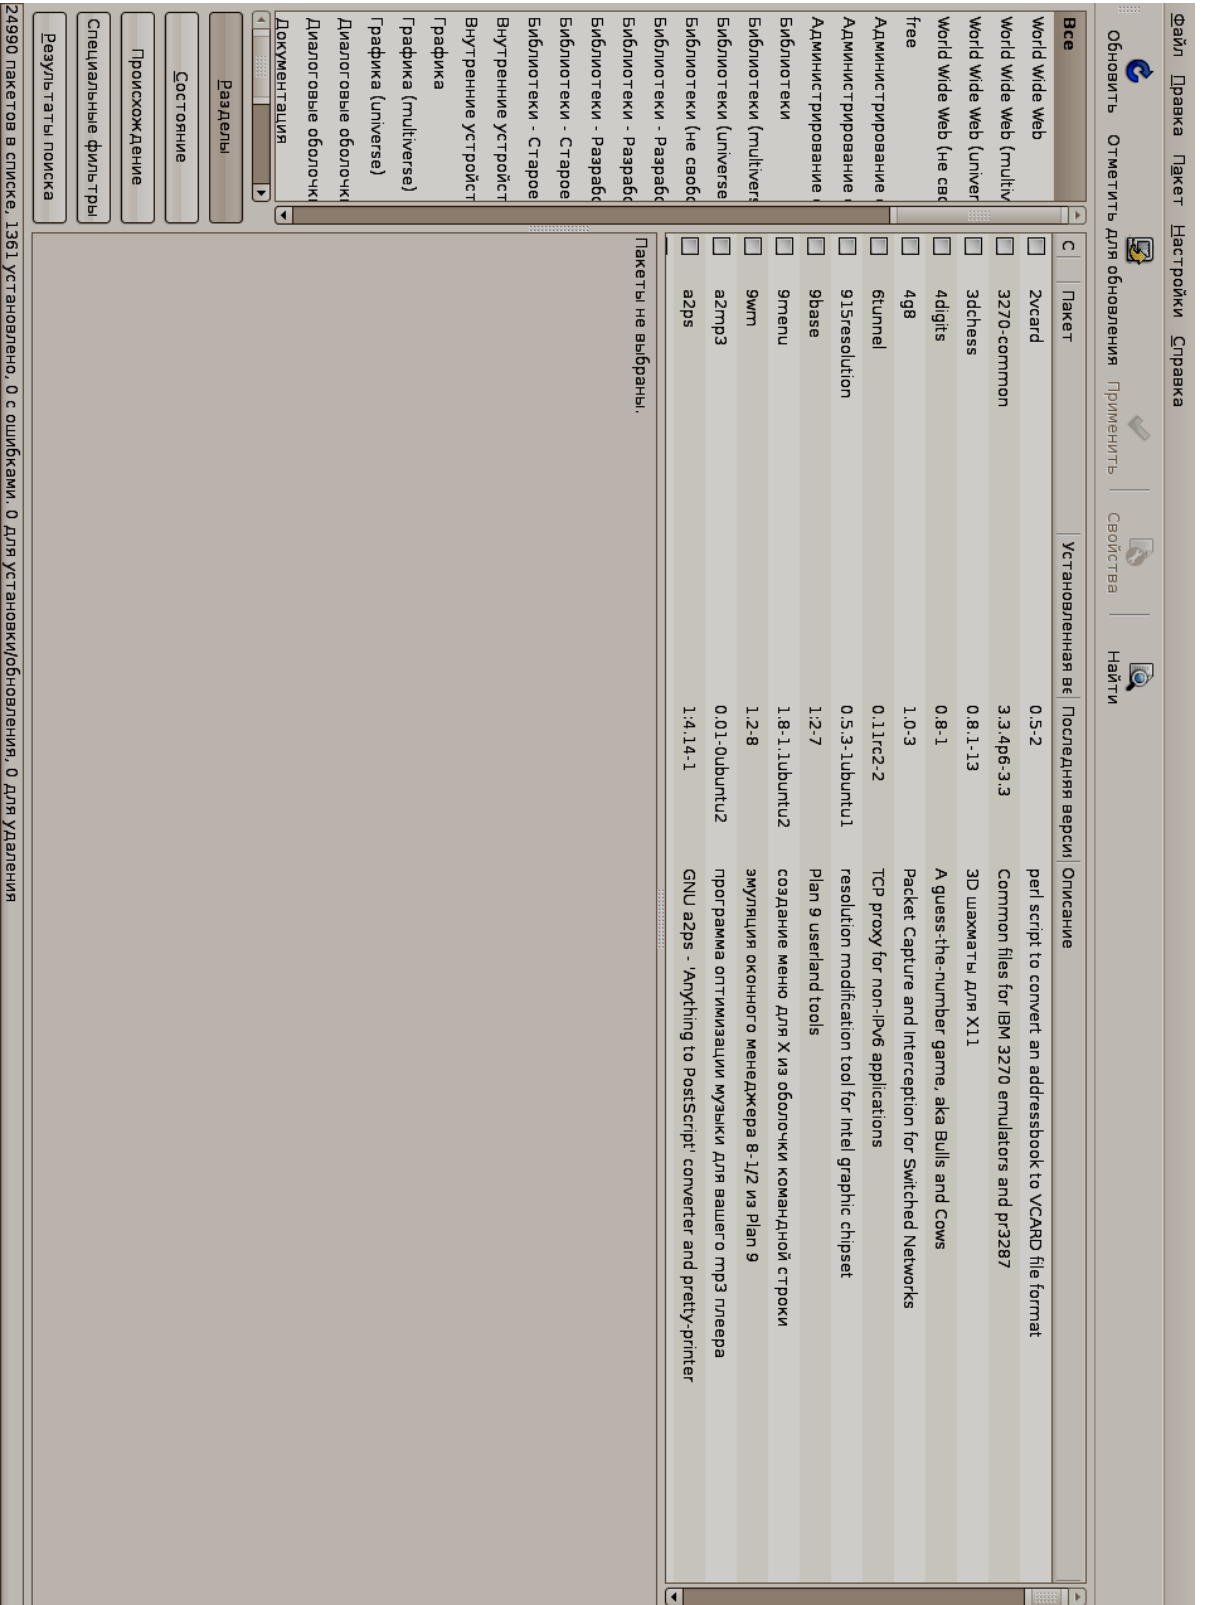 Файл Правка Пакет Настройки Справка
Обновить Отметить для обновления Применить Свойства Найти
Все
World Wide Web
World Wide Web (multiv
World Wide Web (univer
World Wide Web (не сво
free
Администрирование
Администрирование
Администрирование
Библиотеки
Библиотеки (multivers
Библиотеки (universe
Библиотеки (не свобо
Библиотеки - Разрабо
Библиотеки - Разрабо
Библиотеки - Разрабо
Библиотеки - Старое
Библиотеки - Старое
Внутренние устройст
Внутренние устройст
Графика
Графика (multiverse)
Графика (universe)
Диалоговые оболочк
Диалоговые оболочк
Документация
Разделы
Состояние
Происхождение
Специальные фильтры
Результаты поиска
С Пакет Установленная ве Последняя верси Описание
2vcard 0.5-2 perl script to convert an addressbook to VCARD file format
3270-common 3.3.4p6-3.3 Common files for IBM 3270 emulators and pr3287
3dchess 0.8.1-13 3D шахматы для X11
4digits 0.8-1 A guess-the-number game, aka Bulls and Cows
4g8 1.0-3 Packet Capture and Interception for Switched Networks
6tunnel 0.11rc2-2 TCP proxy for non-IPv6 applications
915resolution 0.5.3-1ubuntu1 resolution modification tool for Intel graphic chipset
9base 1:2-7 Plan 9 userland tools
9menu 1.8-1.1ubuntu2 создание меню для X из оболочки командной строки
9wm 1.2-8 эмуляция оконного менеджера 8-1/2 из Plan 9
a2mp3 0.01-0ubuntu2 программа оптимизации музыки для вашего mp3 плеера
a2ps 1:4.14-1 GNU a2ps - 'Anything to PostScript' converter and pretty-printer
Пакеты не выбраны.
24990 пакетов в списке, 1361 установлено, 0 с ошибками. 0 для установки/обновления, 0 для удаления